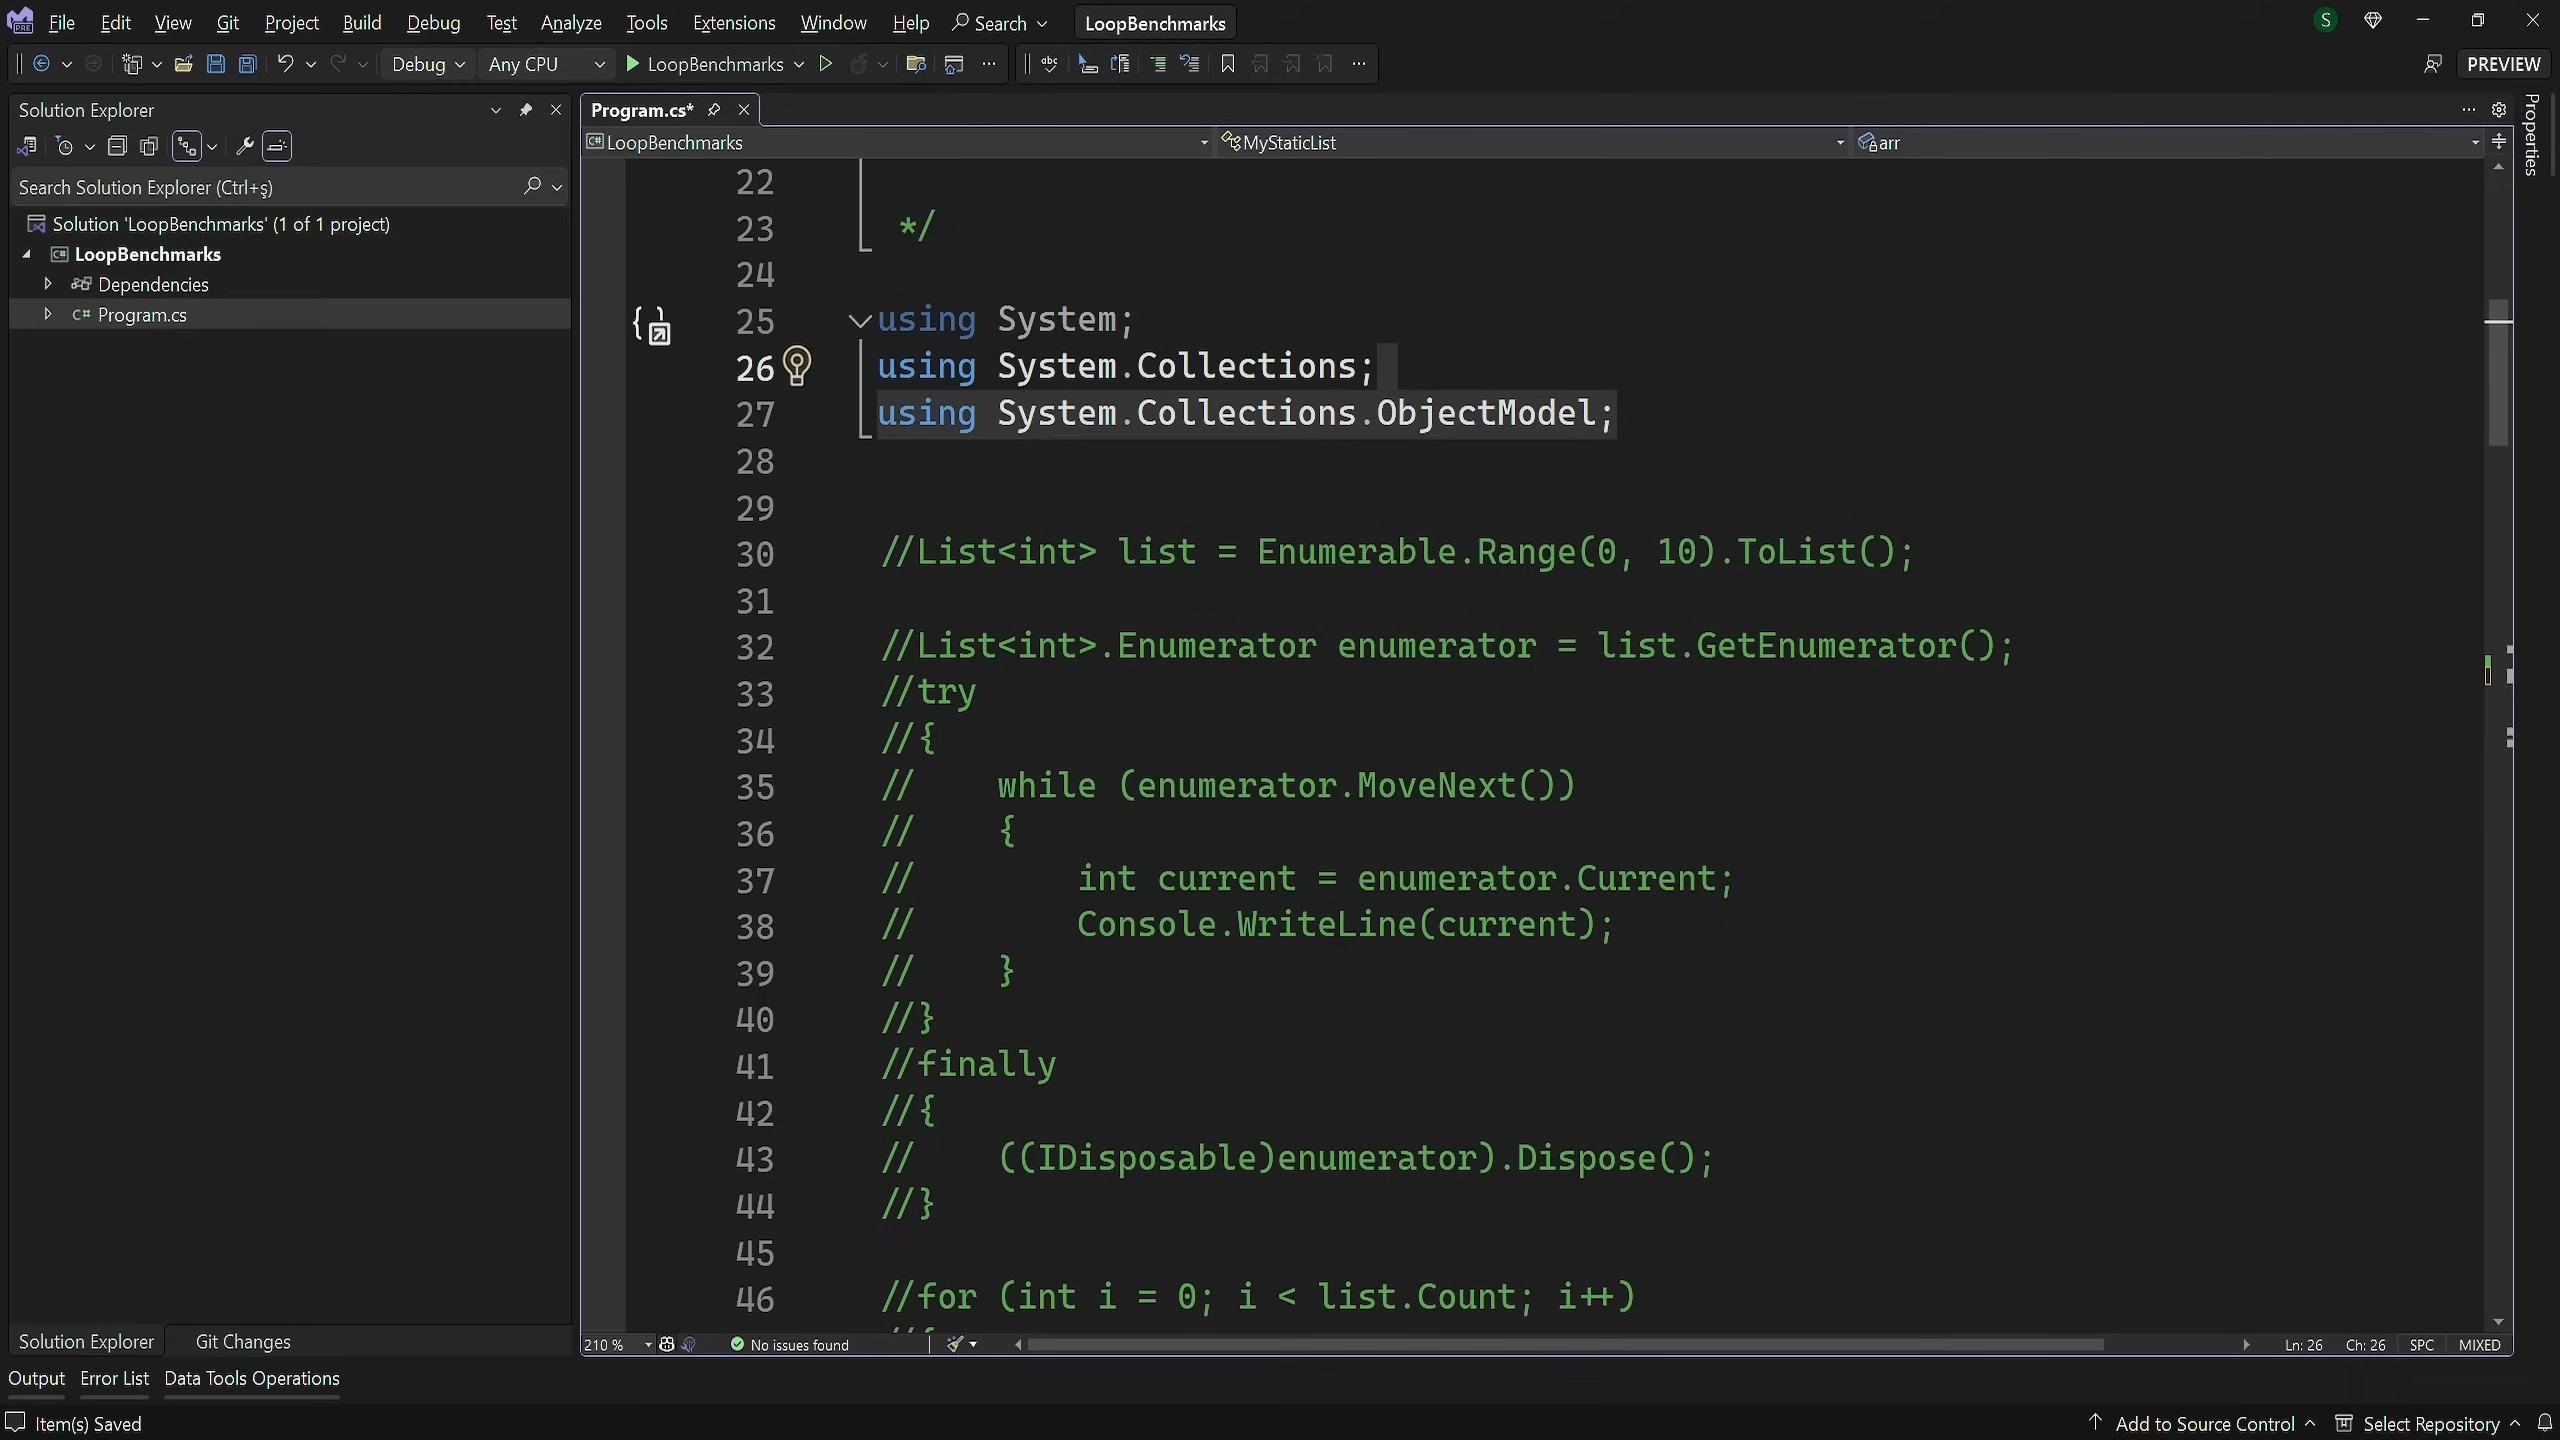 File Edit View Git Project Build Debug Test Analyze Tools Extensions Window Help Search LoopBenchmarks S
Debug Any CPU LoopBenchmarks abc PREVIEW
Solution Explorer
Search Solution Explorer (Ctrl+ş)
Solution 'LoopBenchmarks' (1 of 1 project)
LoopBenchmarks
Dependencies
C# Program.cs
Program.cs*
C# LoopBenchmarks MyStaticList arr
Properties
22
23 */
24
25 using System;
26 using System.Collections;
27 using System.Collections.ObjectModel;
28
29
30 //List<int> list = Enumerable.Range(0, 10).ToList();
31
32 //List<int>.Enumerator enumerator = list.GetEnumerator();
33 //try
34 //{
35 //    while (enumerator.MoveNext())
36 //    {
37 //        int current = enumerator.Current;
38 //        Console.WriteLine(current);
39 //    }
40 //}
41 //finally
42 //{
43 //    ((IDisposable)enumerator).Dispose();
44 //}
45
46 //for (int i = 0; i < list.Count; i++)
//{
210 % No issues found Ln: 26 Ch: 26 SPC MIXED
Solution Explorer Git Changes
Output Error List Data Tools Operations
Item(s) Saved Add to Source Control Select Repository